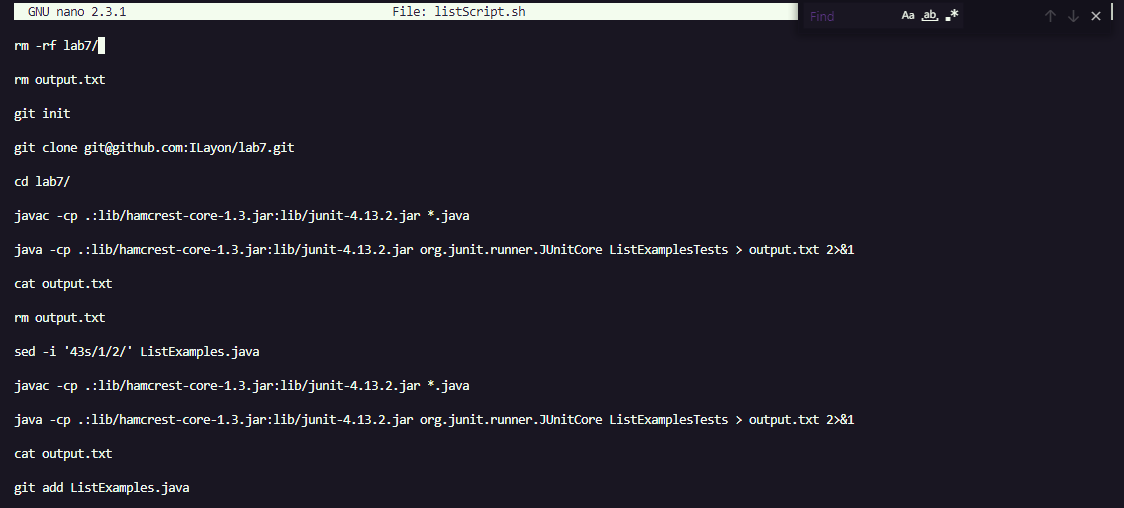 GNU nano 2.3.1 File: listScript.sh
Find Aa ab .*
rm -rf lab7/
rm output.txt
git init
git clone git@github.com:ILayon/lab7.git
cd lab7/
javac -cp .:lib/hamcrest-core-1.3.jar:lib/junit-4.13.2.jar *.java
java -cp .:lib/hamcrest-core-1.3.jar:lib/junit-4.13.2.jar org.junit.runner.JUnitCore ListExamplesTests > output.txt 2>&1
cat output.txt
rm output.txt
sed -i '43s/1/2/' ListExamples.java
javac -cp .:lib/hamcrest-core-1.3.jar:lib/junit-4.13.2.jar *.java
java -cp .:lib/hamcrest-core-1.3.jar:lib/junit-4.13.2.jar org.junit.runner.JUnitCore ListExamplesTests > output.txt 2>&1
cat output.txt
git add ListExamples.java